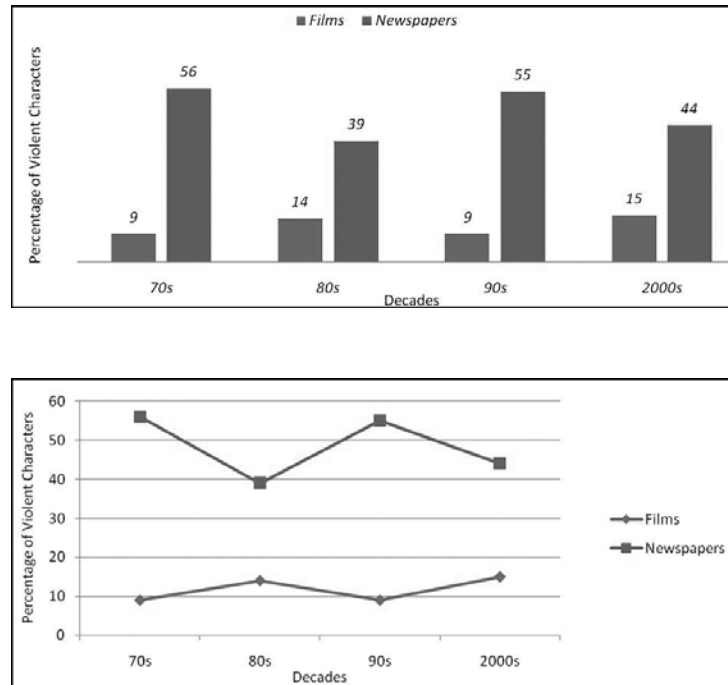 Films Newspapers
Percentage of Violent Characters
56
55
44
39
9
14
9
15
70s 80s 90s 2000s
Decades
60
50
40
30
20
10
0
Percentage of Violent Characters
Films
Newspapers
70s 80s 90s 2000s
Decades